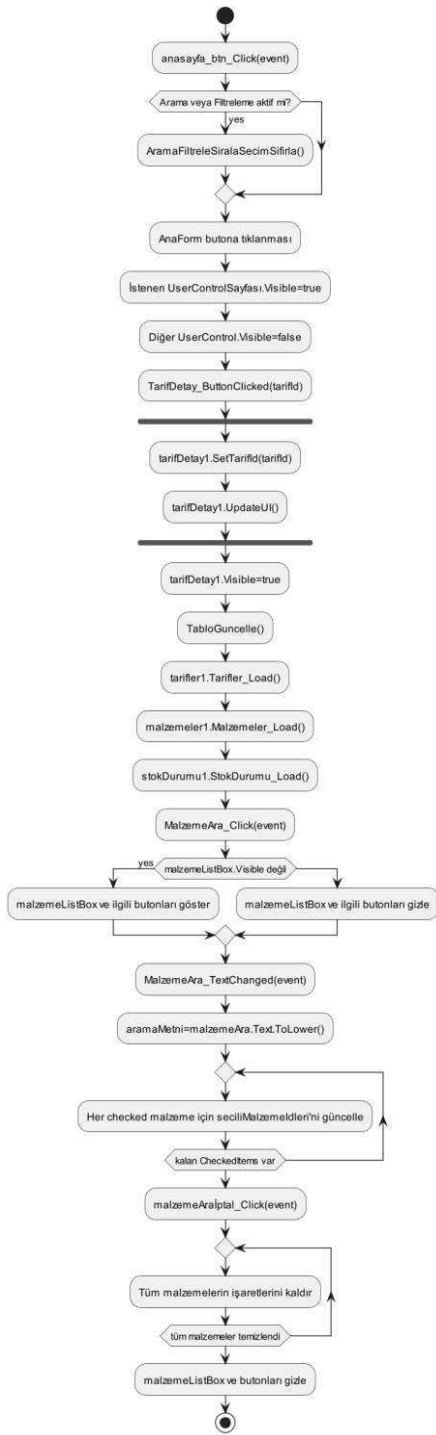 anasayfa_btn_Click(event)
Arama veya Filtreleme aktif mi?
yes
AramaFiltreleSiralaSecimSifirla()
AnaForm butona tıklanması
İstenen UserControlSayfası.Visible=true
Diğer UserControl.Visible=false
TarifDetay_ButtonClicked(tarifId)
tarifDetay1.SetTarifId(tarifId)
tarifDetay1.UpdateUI()
tarifDetay1.Visible=true
TabloGuncelle()
tarifler1.Tarifler_Load()
malzemeler1.Malzemeler_Load()
stokDurumu1.StokDurumu_Load()
MalzemeAra_Click(event)
yes
malzemeListBox.Visible değil
malzemeListBox ve ilgili butonları göster
malzemeListBox ve ilgili butonları gizle
MalzemeAra_TextChanged(event)
aramaMetni=malzemeAra.Text.ToLower()
Her checked malzeme için seciliMalzemeIdleri'ni güncelle
kalan CheckedItems var
malzemeAraİptal_Click(event)
Tüm malzemelerin işaretlerini kaldır
tüm malzemeler temizlendi
malzemeListBox ve butonları gizle